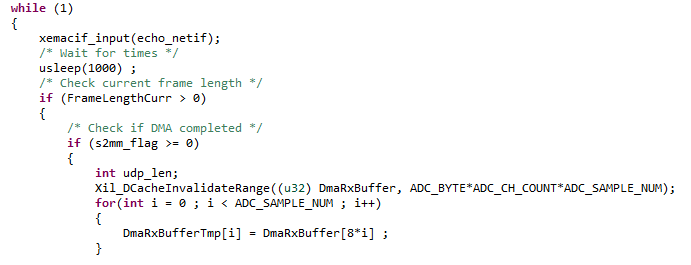 while (1)
{
xemacif_input(echo_netif);
/* Wait for times */
usleep(1000) ;
/* Check current frame length */
if (FrameLengthCurr > 0)
{
/* Check if DMA completed */
if (s2mm_flag >= 0)
{
int udp_len;
Xil_DCacheInvalidateRange((u32) DmaRxBuffer, ADC_BYTE*ADC_CH_COUNT*ADC_SAMPLE_NUM);
for(int i = 0 ; i < ADC_SAMPLE_NUM ; i++)
{
DmaRxBufferTmp[i] = DmaRxBuffer[8*i] ;
}